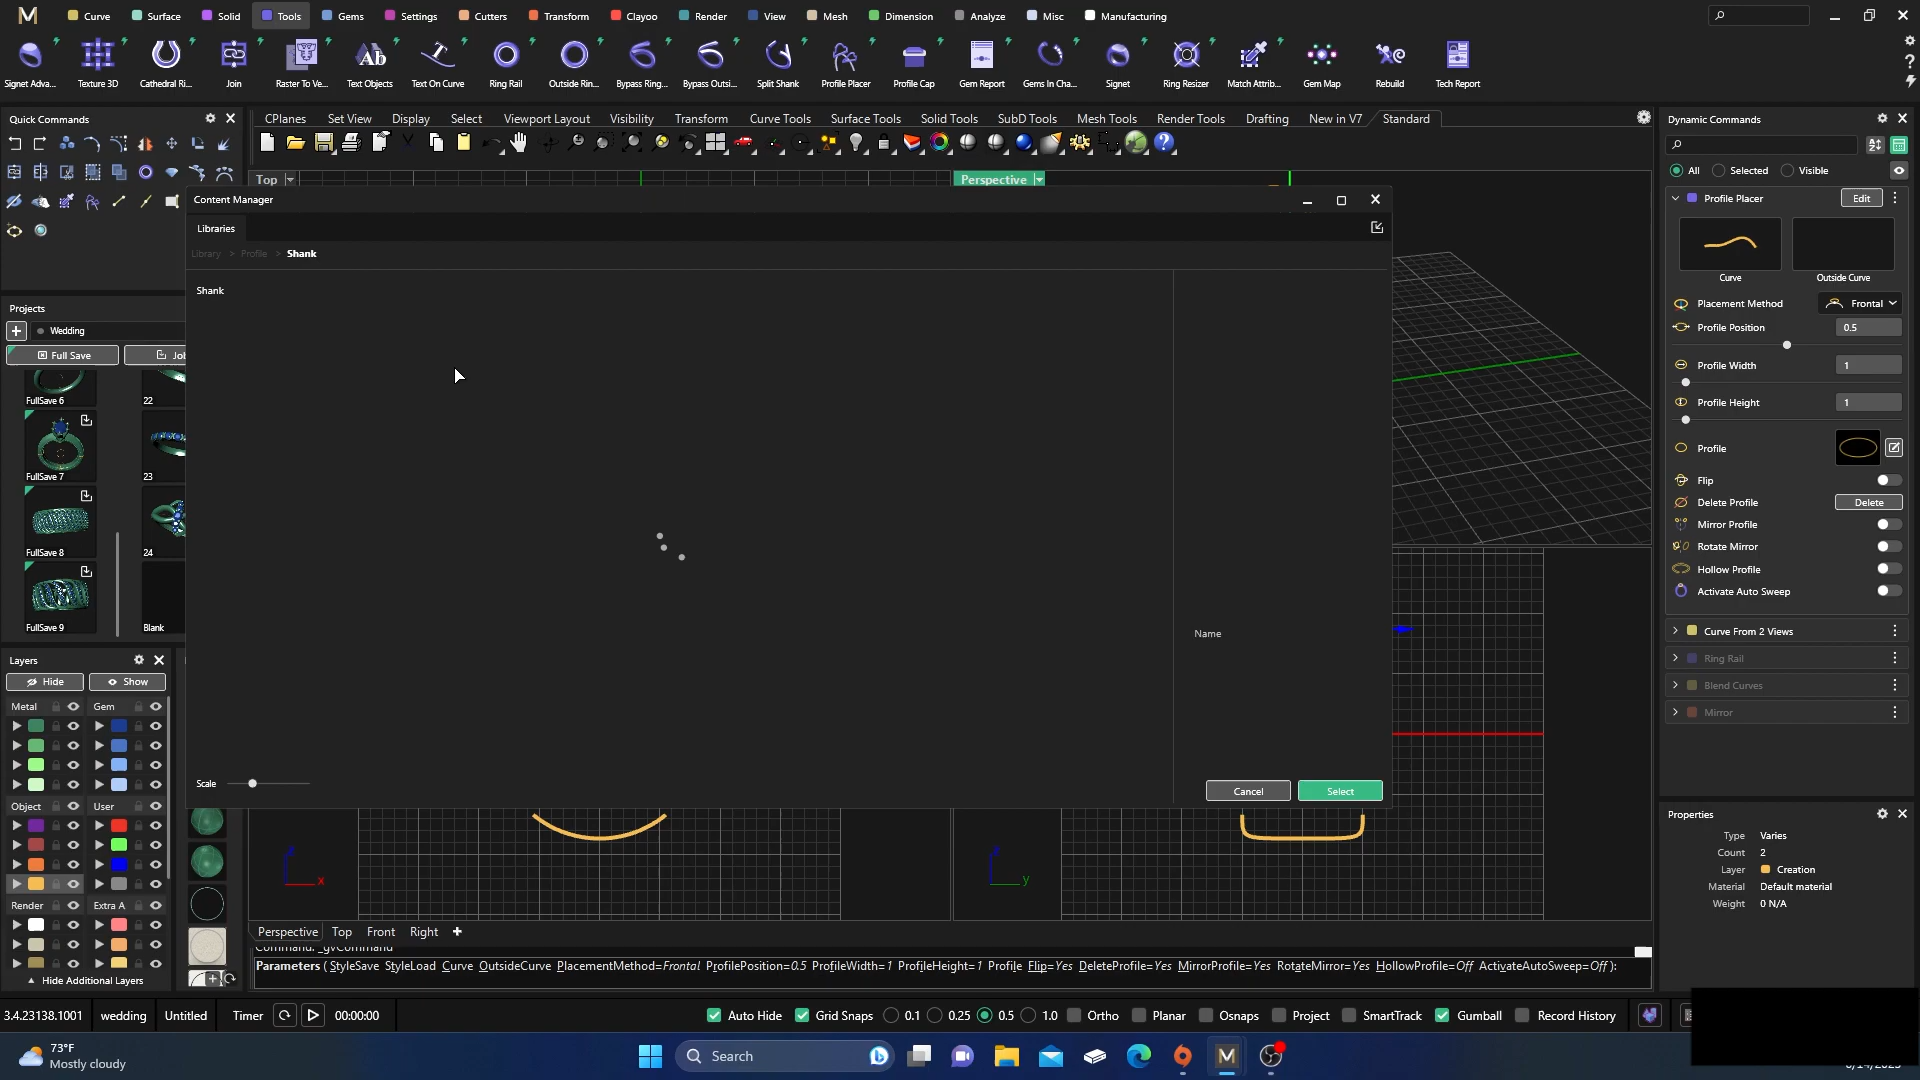 Curve Surface Solid Tools Gems Settings Cutters Transform Clayoo Render View Mesh Dimension Analyze Misc Manufacturing
Signet Adva... Texture 3D Cathedral Ri... Join Raster To Ve... Text Objects Text On Curve Ring Rail Outside Rin... Bypass Ring... Bypass Outsi... Split Shank Profile Placer Profile Cap Gem Report Gems In Cha... Signet Ring Resizer Match Attrib... Gem Map Rebuild Tech Report
Quick Commands
CPlanes Set View Display Select Viewport Layout Visibility Transform Curve Tools Surface Tools Solid Tools SubD Tools Mesh Tools Render Tools Drafting New in V7 Standard
Top
Perspective
Projects
Wedding
Full Save
FullSave 6
22
FullSave 7
23
FullSave 8
24
FullSave 9
Blank
Layers
Hide Show
Metal Gem
Object User
Render Extra A
Hide Additional Layers
Content Manager
Libraries
Library > Profile > Shank
Shank
Name
Scale
Cancel Select
x
y
Perspective Top Front Right
Command: _gvCommand
Parameters ( StyleSave StyleLoad Curve OutsideCurve PlacementMethod=Frontal ProfilePosition=0.5 ProfileWidth=1 ProfileHeight=1 Profile Flip=Yes DeleteProfile=Yes MirrorProfile=Yes RotateMirror=Yes HollowProfile=Off ActivateAutoSweep=Off ):
Dynamic Commands
All Selected Visible
Profile Placer Edit
Curve Outside Curve
Placement Method Frontal
Profile Position 0.5
Profile Width 1
Profile Height 1
Profile
Flip
Delete Profile Delete
Mirror Profile
Rotate Mirror
Hollow Profile
Activate Auto Sweep
Curve From 2 Views
Ring Rail
Blend Curves
Mirror
Properties
Type Varies
Count 2
Layer Creation
Material Default material
Weight 0 N/A
3.4.23138.1001 wedding Untitled Timer 00:00:00 Auto Hide Grid Snaps 0.1 0.25 0.5 1.0 Ortho Planar Osnaps Project SmartTrack Gumball Record History
73°F
Mostly cloudy
Search